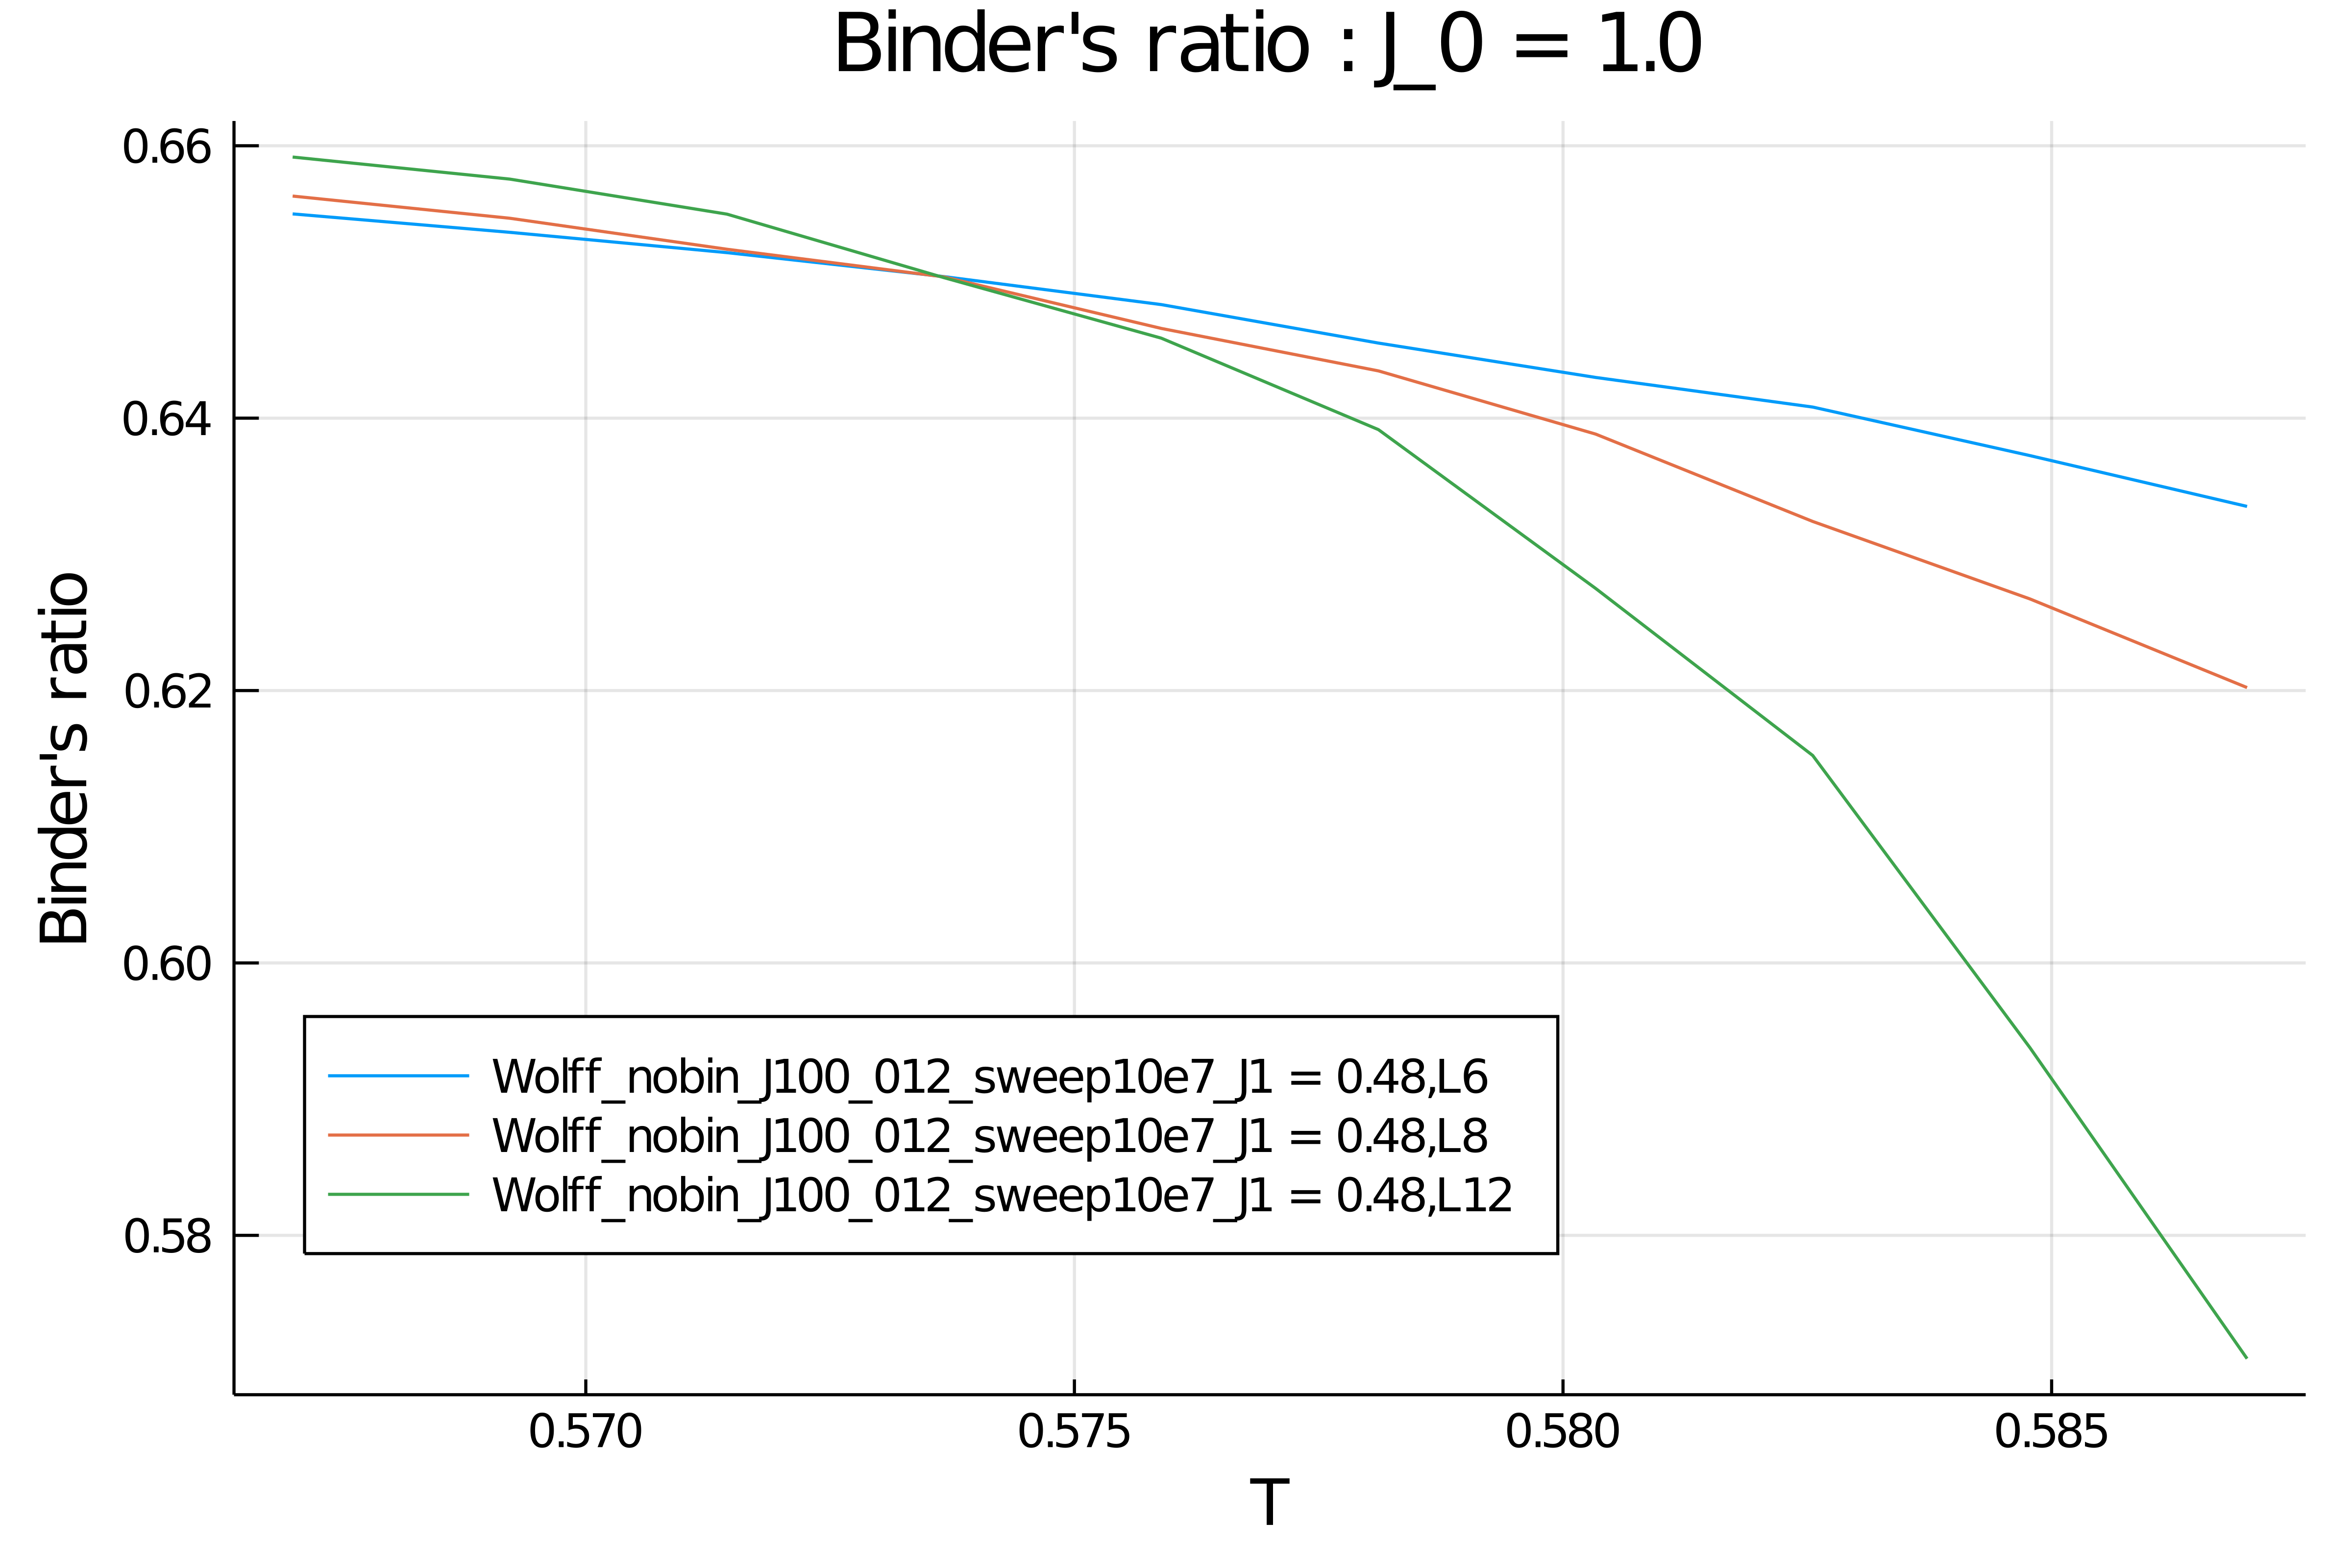 Binder's ratio : J_0 = 1.0
Binder's ratio
0.66
0.64
0.62
0.60
0.58
Wolff_nobin_J100_012_sweep10e7_J1 = 0.48,L6
Wolff_nobin_J100_012_sweep10e7_J1 = 0.48,L8
Wolff_nobin_J100_012_sweep10e7_J1 = 0.48,L12
0.570 0.575 0.580 0.585
T